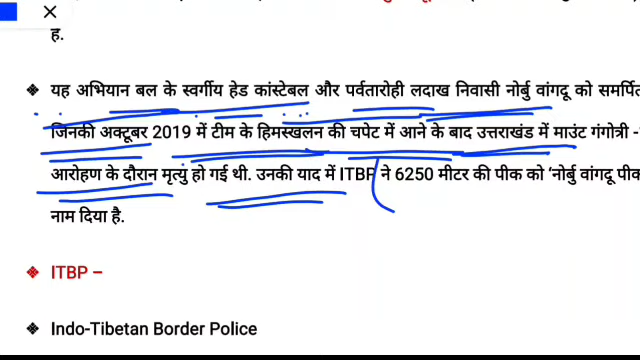 है.
❖ यह अभियान बल के स्वर्गीय हेड कांस्टेबल और पर्वतारोही लदाख निवासी नोर्बु वांगदू को समर्पित
जिनकी अक्टूबर 2019 में टीम के हिमस्खलन की चपेट में आने के बाद उत्तराखंड में माउंट गंगोत्री -
आरोहण के दौरान मृत्यु हो गई थी. उनकी याद में ITBP ने 6250 मीटर की पीक को ‘नोर्बु वांगदू पीक
नाम दिया है.
❖ ITBP –
❖ Indo-Tibetan Border Police